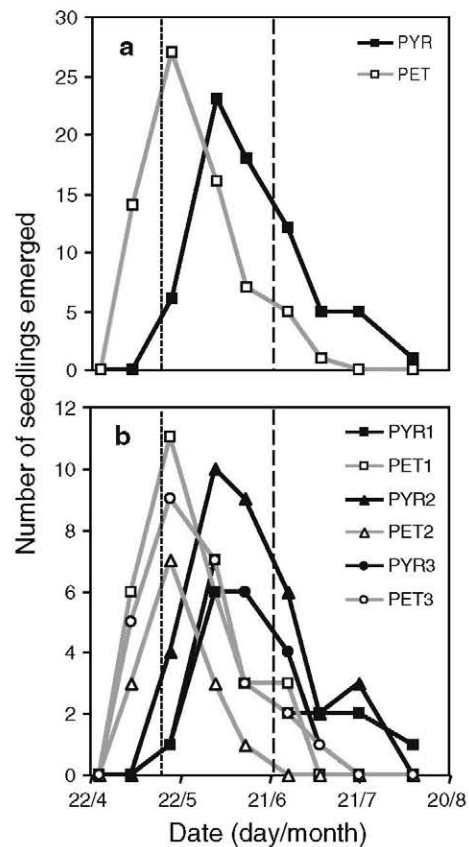 30
a
PYR
PET
25
20
15
10
5
0
Number of seedlings emerged
12
b
PYR1
PET1
PYR2
PET2
PYR3
PET3
10
8
6
4
2
0
22/4 22/5 21/6 21/7 20/8
Date (day/month)